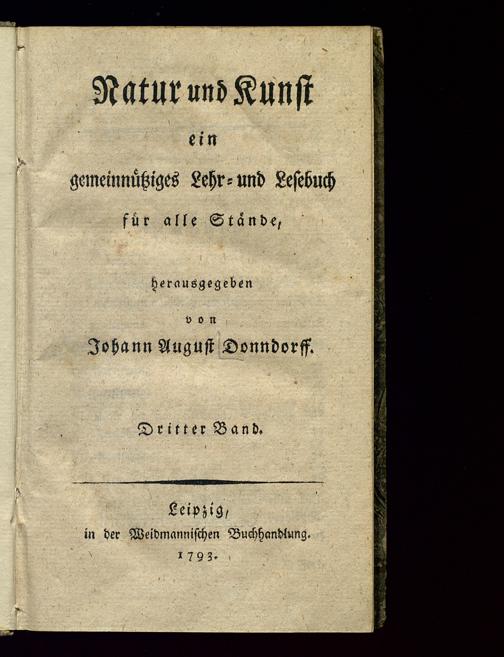 Natur und Kunst
ein
gemeinnütziges Lehr- und Lesebuch
für alle Stände,
herausgegeben
von
Johann August Donndorff.
Dritter Band.
Leipzig,
in der Weidmannischen Buchhandlung.
1793.